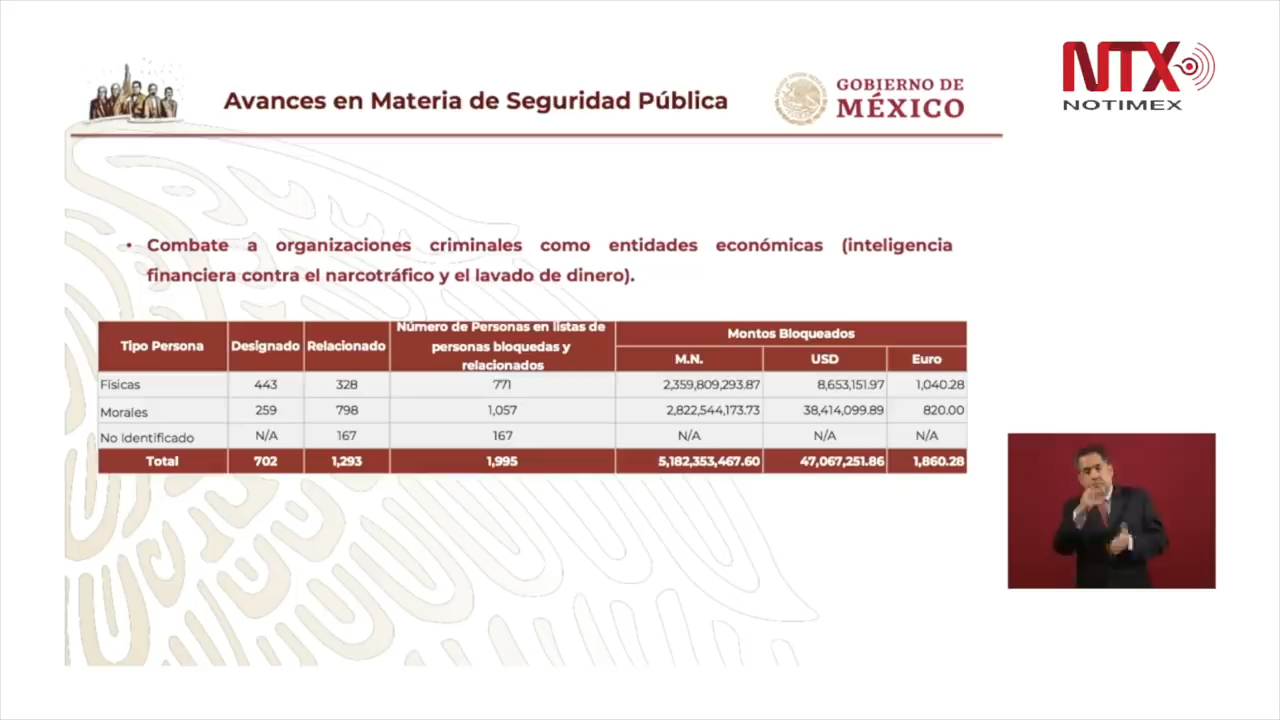 Avances en Materia de Seguridad Pública
GOBIERNO DE
MÉXICO
NTX
NOTIMEX
• Combate a organizaciones criminales como entidades económicas (inteligencia
financiera contra el narcotráfico y el lavado de dinero).
Tipo Persona Designado Relacionado Número de Personas en listas de personas bloquedas y relacionados Montos Bloqueados
M.N. USD Euro
Físicas 443 328 771 2,359,809,293.87 8,653,151.97 1,040.28
Morales 259 798 1,057 2,822,544,173.73 38,414,099.89 820.00
No Identificado N/A 167 167 N/A N/A N/A
Total 702 1,293 1,995 5,182,353,467.60 47,067,251.86 1,860.28